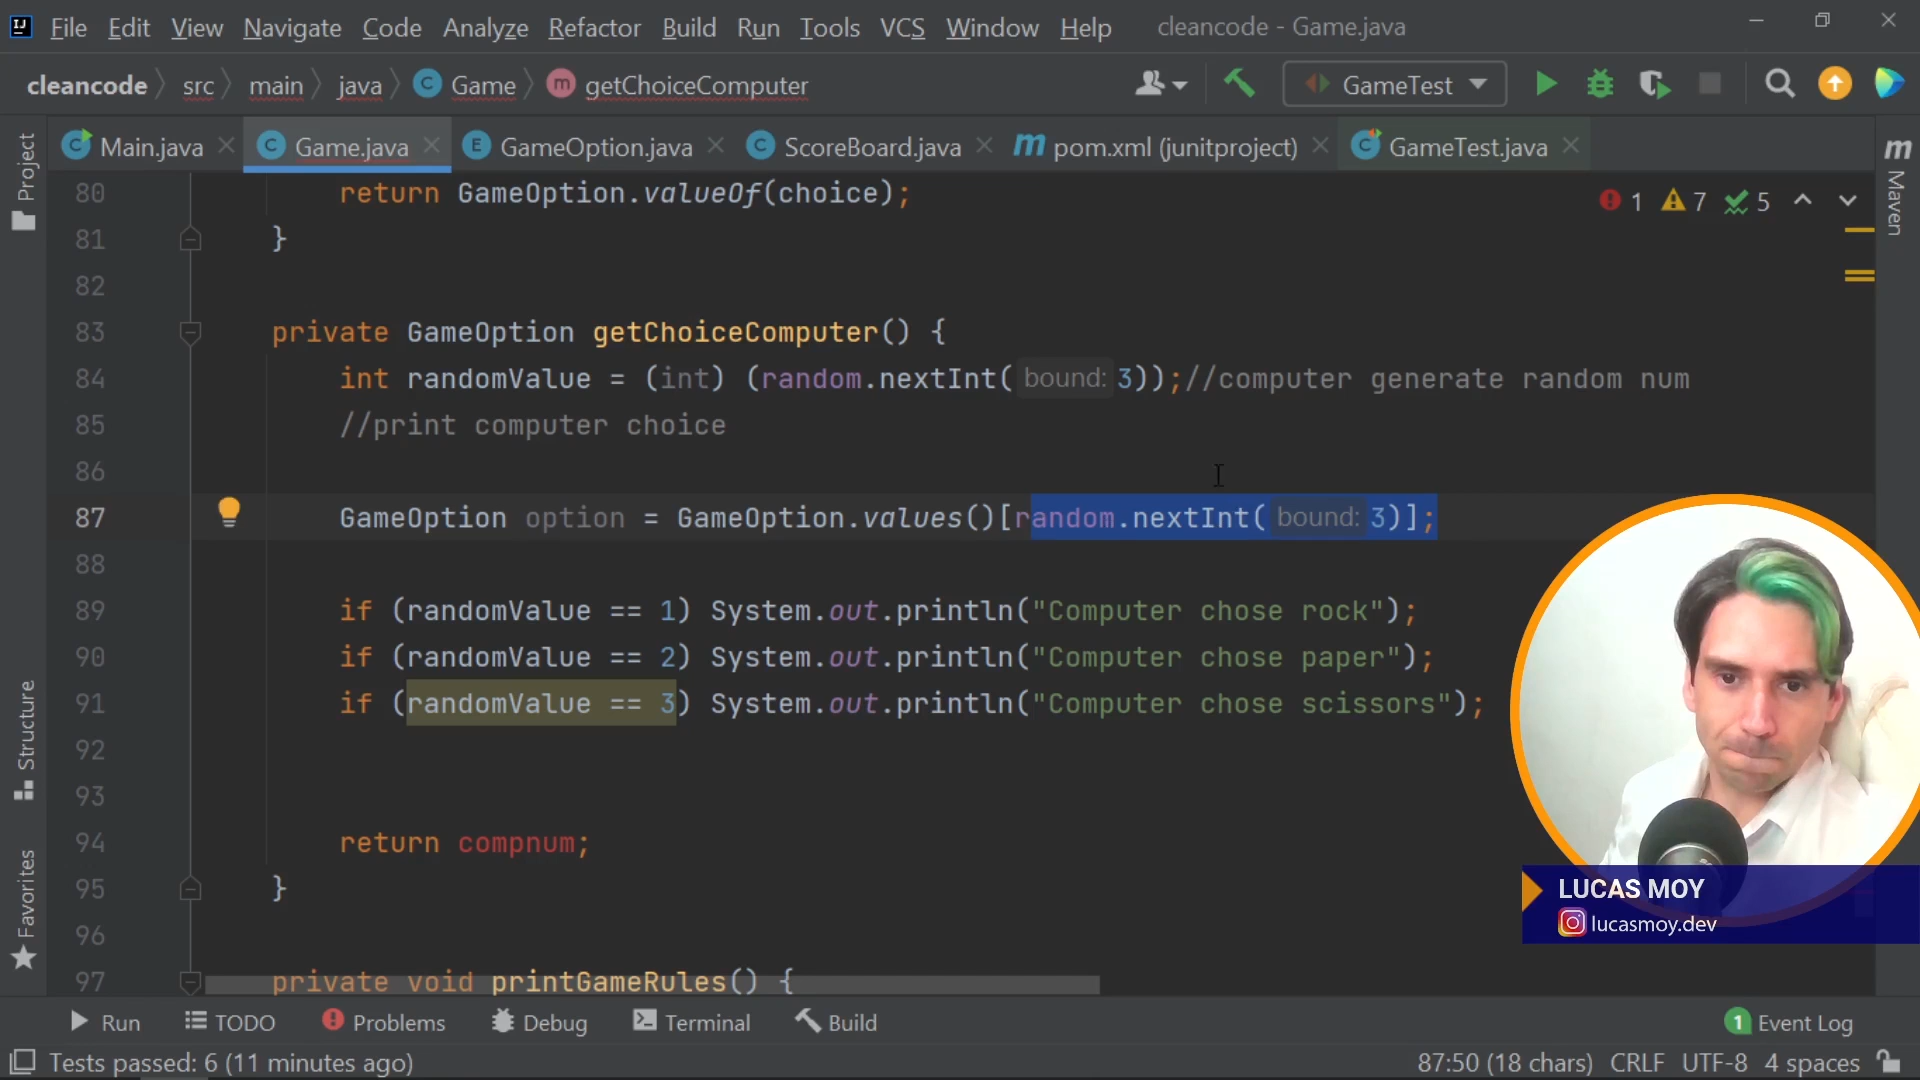 File Edit View Navigate Code Analyze Refactor Build Run Tools VCS Window Help cleancode - Game.java
cleancode src main java Game getChoiceComputer GameTest
Main.java Game.java GameOption.java ScoreBoard.java pom.xml (junitproject) GameTest.java
Project
Structure
Favorites
Maven
1 7 5
80 return GameOption.valueOf(choice);
81 }
82
83 private GameOption getChoiceComputer() {
84 int randomValue = (int) (random.nextInt( bound: 3));//computer generate random num
85 //print computer choice
86
87 GameOption option = GameOption.values()[random.nextInt( bound: 3)];
88
89 if (randomValue == 1) System.out.println("Computer chose rock");
90 if (randomValue == 2) System.out.println("Computer chose paper");
91 if (randomValue == 3) System.out.println("Computer chose scissors");
92
93
94 return compnum;
95 }
96
97 private void printGameRules() {
LUCAS MOY
lucasmoy.dev
Run TODO Problems Debug Terminal Build 1 Event Log
Tests passed: 6 (11 minutes ago) 87:50 (18 chars) CRLF UTF-8 4 spaces